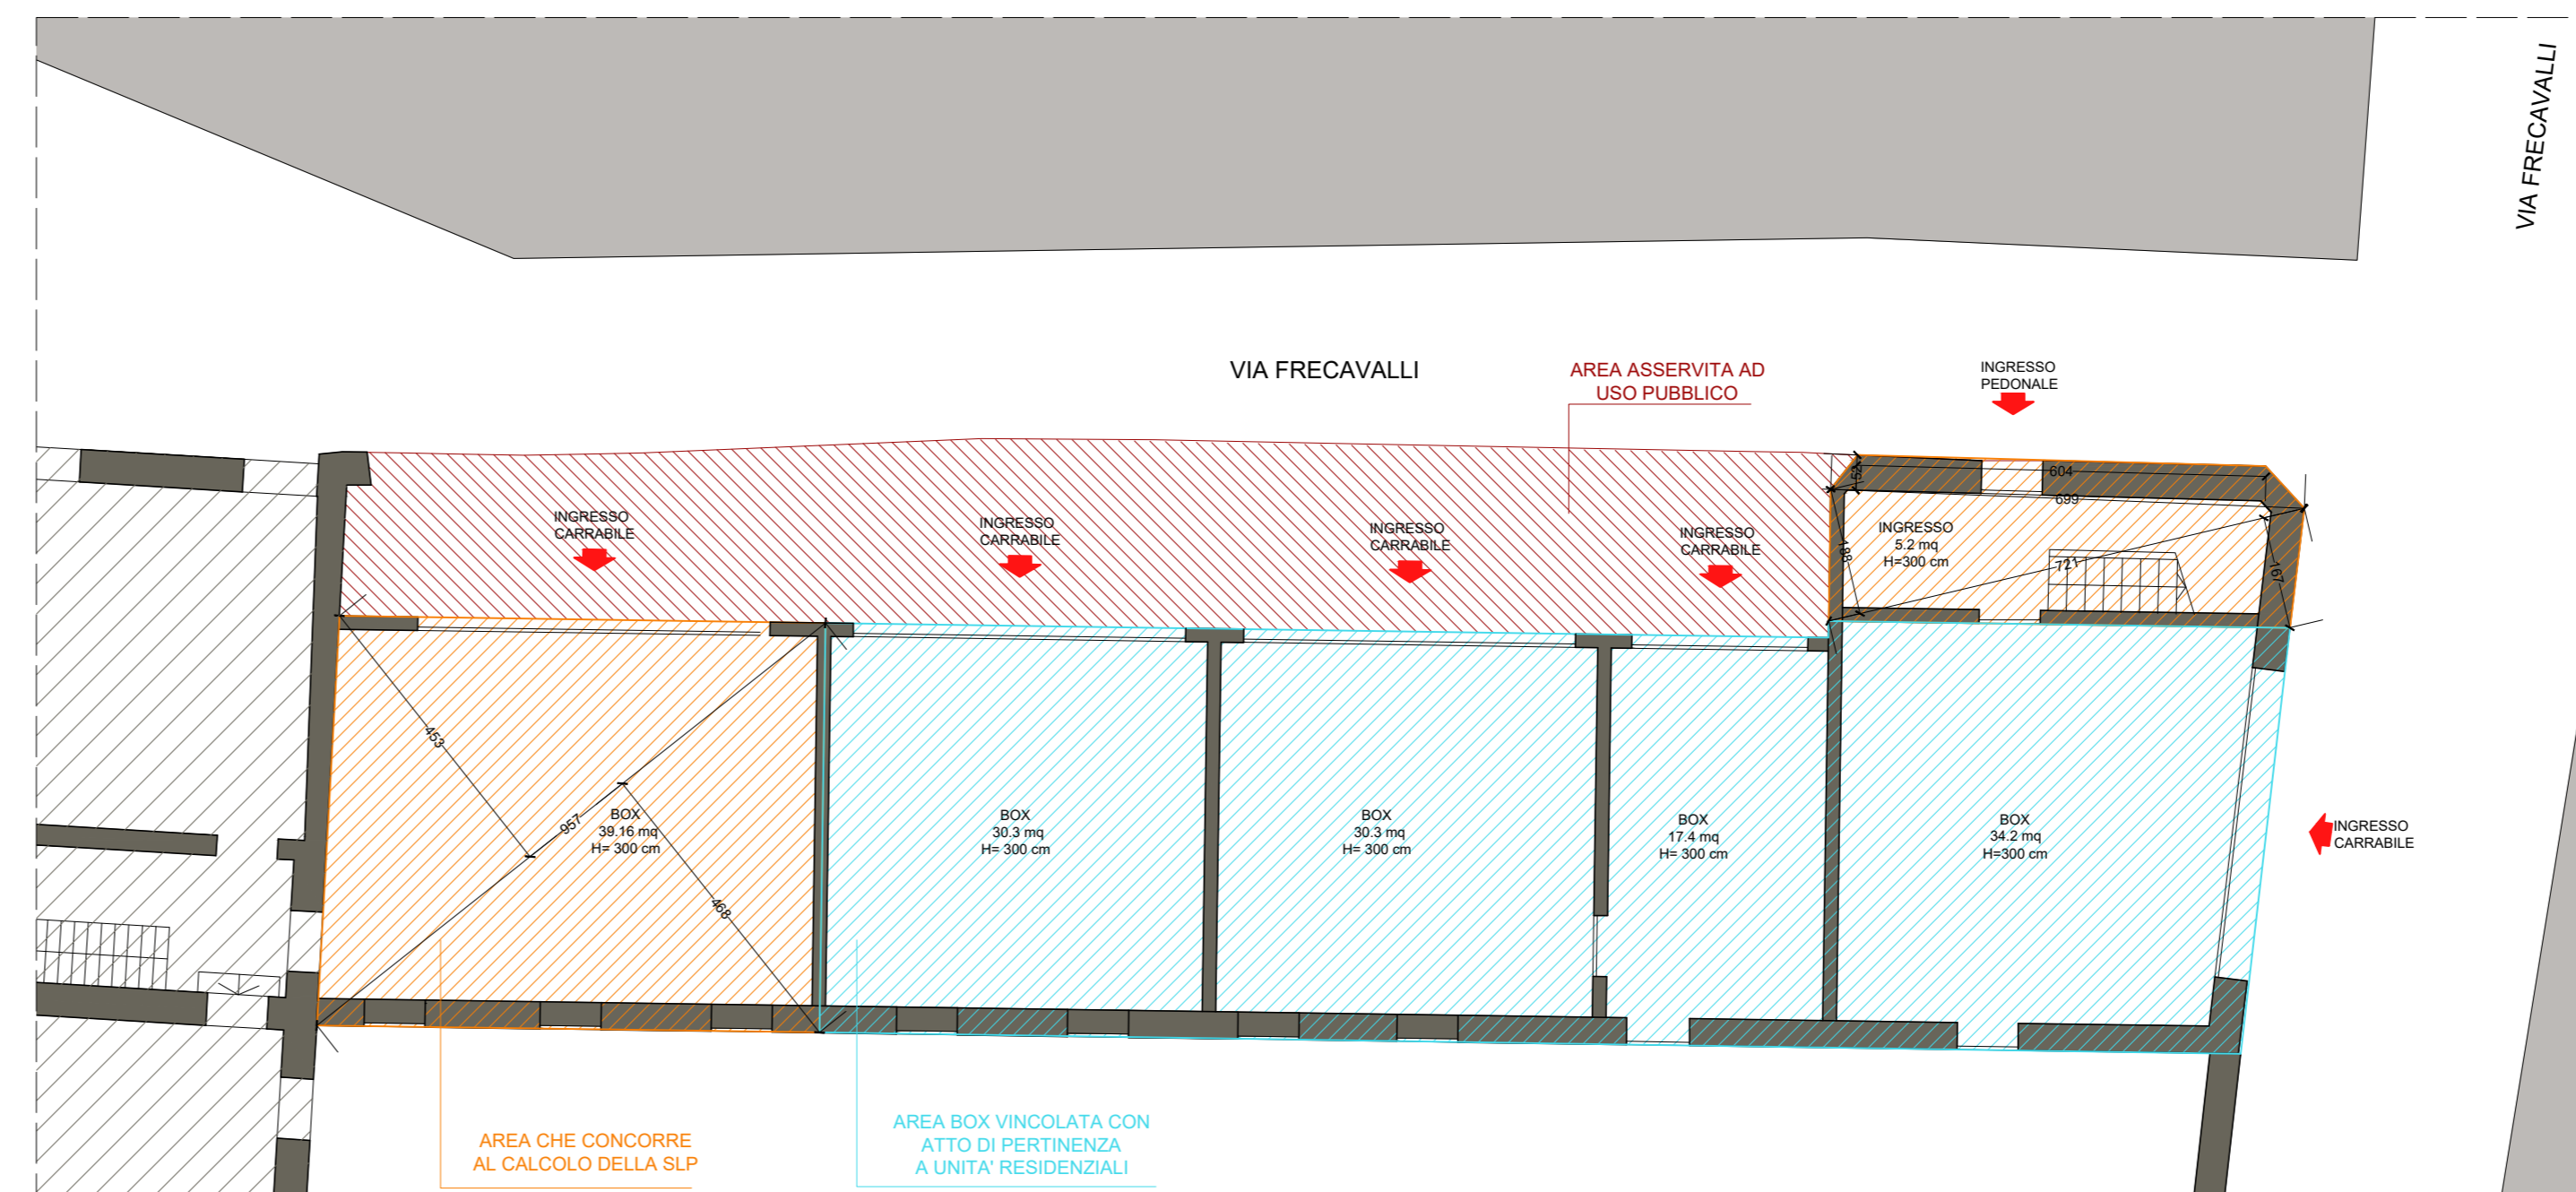 VIA FRECAVALLI
VIA FRECAVALLI
AREA ASSERVITA AD
USO PUBBLICO
INGRESSO
PEDONALE
INGRESSO
CARRABILE
INGRESSO
CARRABILE
INGRESSO
CARRABILE
INGRESSO
CARRABILE
52
604
699
INGRESSO
5.2 mq
H=300 cm
188
721
167
453
957
468
BOX
39.16 mq
H= 300 cm
BOX
30.3 mq
H= 300 cm
BOX
30.3 mq
H= 300 cm
BOX
17.4 mq
H= 300 cm
BOX
34.2 mq
H=300 cm
INGRESSO
CARRABILE
AREA CHE CONCORRE
AL CALCOLO DELLA SLP
AREA BOX VINCOLATA CON
ATTO DI PERTINENZA
A UNITA' RESIDENZIALI